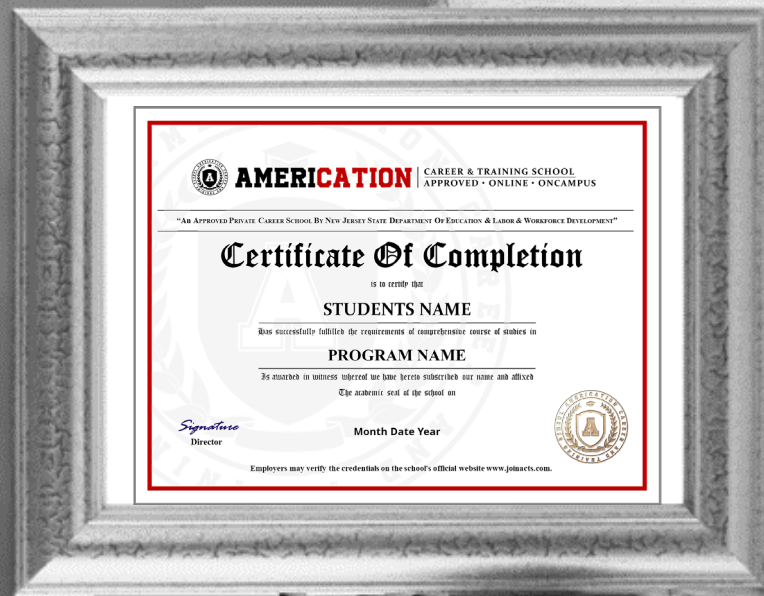 AMERICATION CAREER & TRAINING SCHOOL
APPROVED • ONLINE • ONCAMPUS
“An Approved Private Career School By New Jersey State Department Of Education & Labor & Workforce Development”
Certificate Of Completion
is to certify that
STUDENTS NAME
Has successfully fulfilled the requirements of comprehensive course of studies in
PROGRAM NAME
Is awarded in witness whereof we have hereto subscribed our name and affixed
The academic seal of the school on
Signature
Director
Month Date Year
Employers may verify the credentials on the school's official website www.joinacts.com.